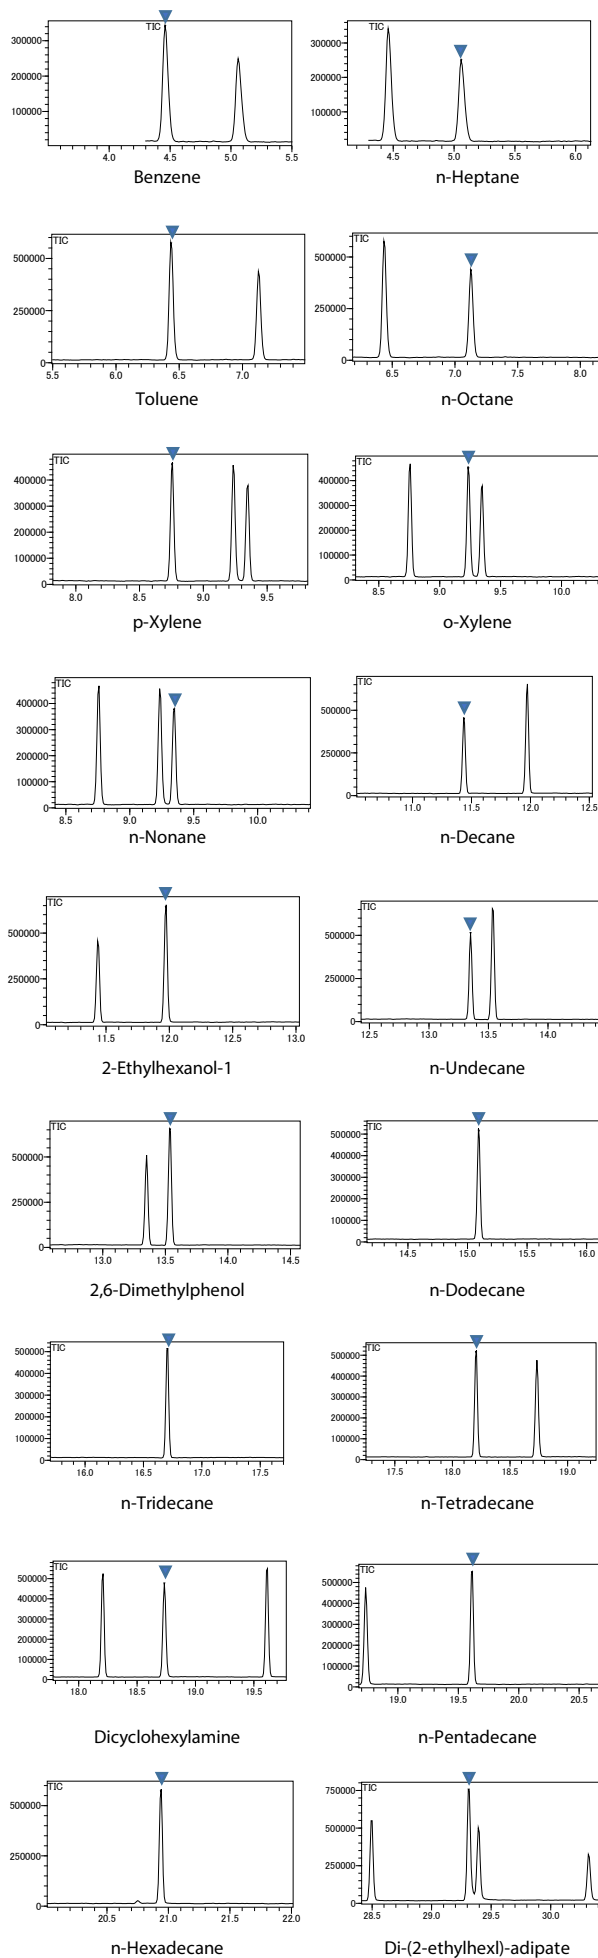 TIC
300000
200000
100000
4.0 4.5 5.0 5.5
Benzene
TIC
300000
200000
100000
4.5 5.0 5.5 6.0
n-Heptane
TIC
500000
250000
0
5.5 6.0 6.5 7.0
Toluene
TIC
500000
250000
0
6.5 7.0 7.5 8.0
n-Octane
TIC
400000
300000
200000
100000
0
8.0 8.5 9.0 9.5
p-Xylene
TIC
400000
300000
200000
100000
0
8.5 9.0 9.5 10.0
o-Xylene
TIC
400000
300000
200000
100000
0
8.5 9.0 9.5 10.0
n-Nonane
TIC
500000
250000
0
11.0 11.5 12.0 12.5
n-Decane
TIC
500000
250000
0
11.5 12.0 12.5 13.0
2-Ethylhexanol-1
TIC
500000
250000
0
12.5 13.0 13.5 14.0
n-Undecane
TIC
500000
250000
0
13.0 13.5 14.0 14.5
2,6-Dimethylphenol
TIC
500000
400000
300000
200000
100000
0
14.5 15.0 15.5 16.0
n-Dodecane
TIC
500000
400000
300000
200000
100000
0
16.0 16.5 17.0 17.5
n-Tridecane
TIC
500000
400000
300000
200000
100000
0
17.5 18.0 18.5 19.0
n-Tetradecane
TIC
500000
400000
300000
200000
100000
0
18.0 18.5 19.0 19.5
Dicyclohexylamine
TIC
500000
400000
300000
200000
100000
0
19.0 19.5 20.0 20.5
n-Pentadecane
TIC
500000
250000
0
20.5 21.0 21.5 22.0
n-Hexadecane
TIC
750000
500000
250000
0
28.5 29.0 29.5 30.0
Di-(2-ethylhexl)-adipate